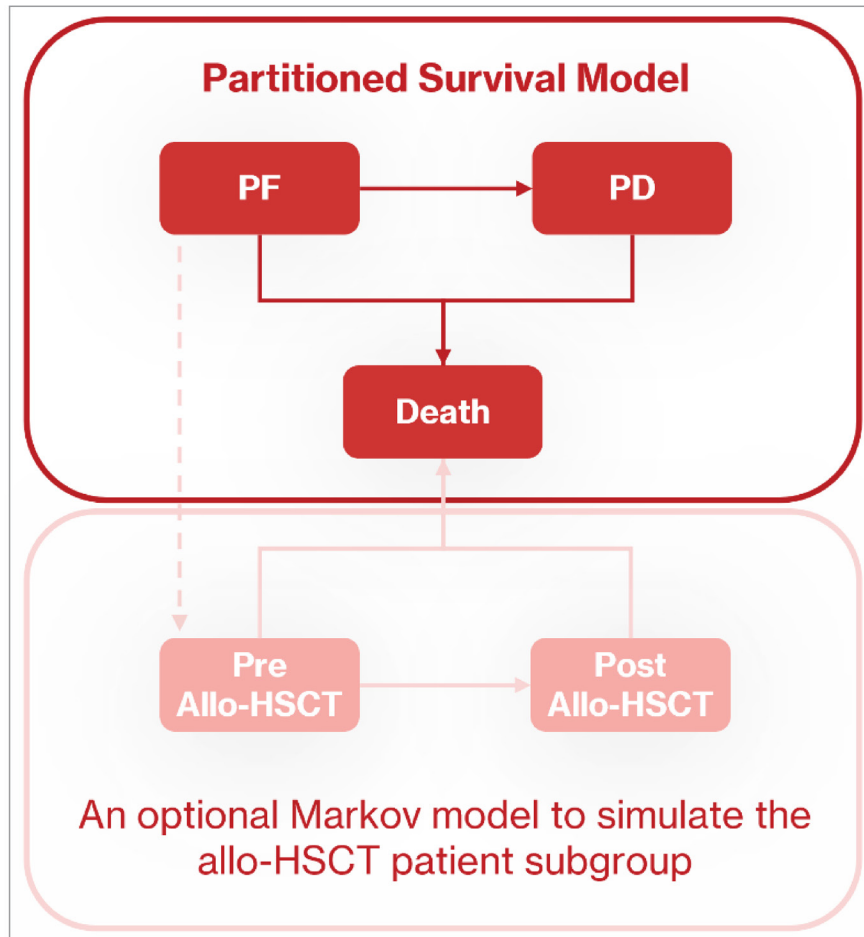 Partitioned Survival Model
PF
PD
Death
Pre
Allo-HSCT
Post
Allo-HSCT
An optional Markov model to simulate the
allo-HSCT patient subgroup